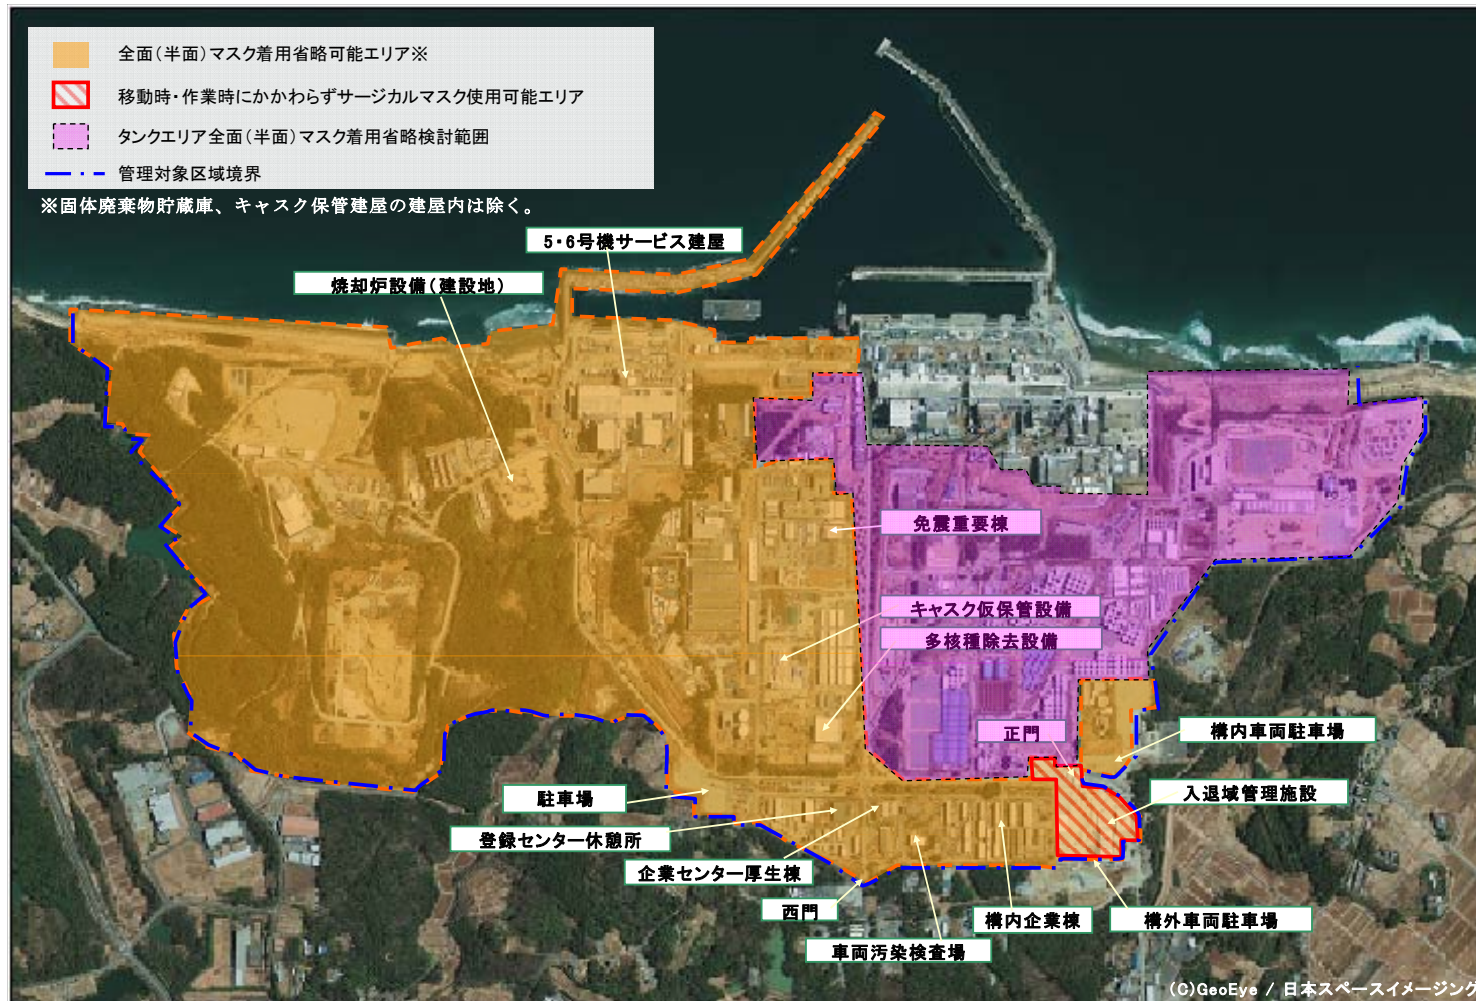 全面(半面)マスク着用省略可能エリア※
移動時・作業時にかかわらずサージカルマスク使用可能エリア
タンクエリア全面(半面)マスク着用省略検討範囲
管理対象区域境界
※固体廃棄物貯蔵庫、キャスク保管建屋の建屋内は除く。
5・6号機サービス建屋
焼却炉設備(建設地)
免震重要棟
キャスク仮保管設備
多核種除去設備
正門
構内車両駐車場
入退域管理施設
駐車場
登録センター休憩所
企業センター厚生棟
西門
構内企業棟
構外車両駐車場
車両汚染検査場
(C)GeoEye / 日本スペースイメージング